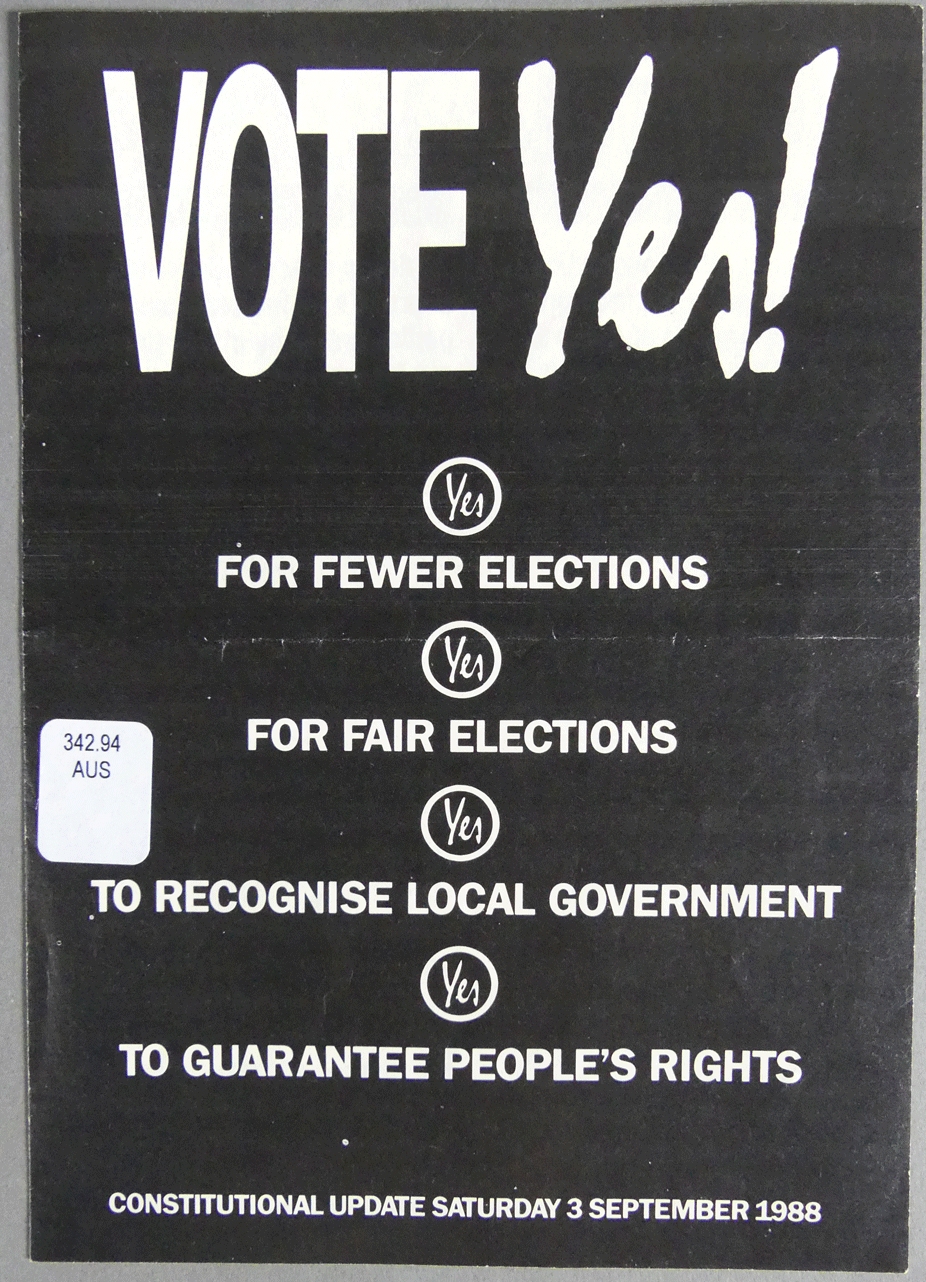 VOTE Yes!
Yes
FOR FEWER ELECTIONS
Yes
FOR FAIR ELECTIONS
342.94
AUS
Yes
TO RECOGNISE LOCAL GOVERNMENT
Yes
TO GUARANTEE PEOPLE'S RIGHTS
CONSTITUTIONAL UPDATE SATURDAY 3 SEPTEMBER 1988